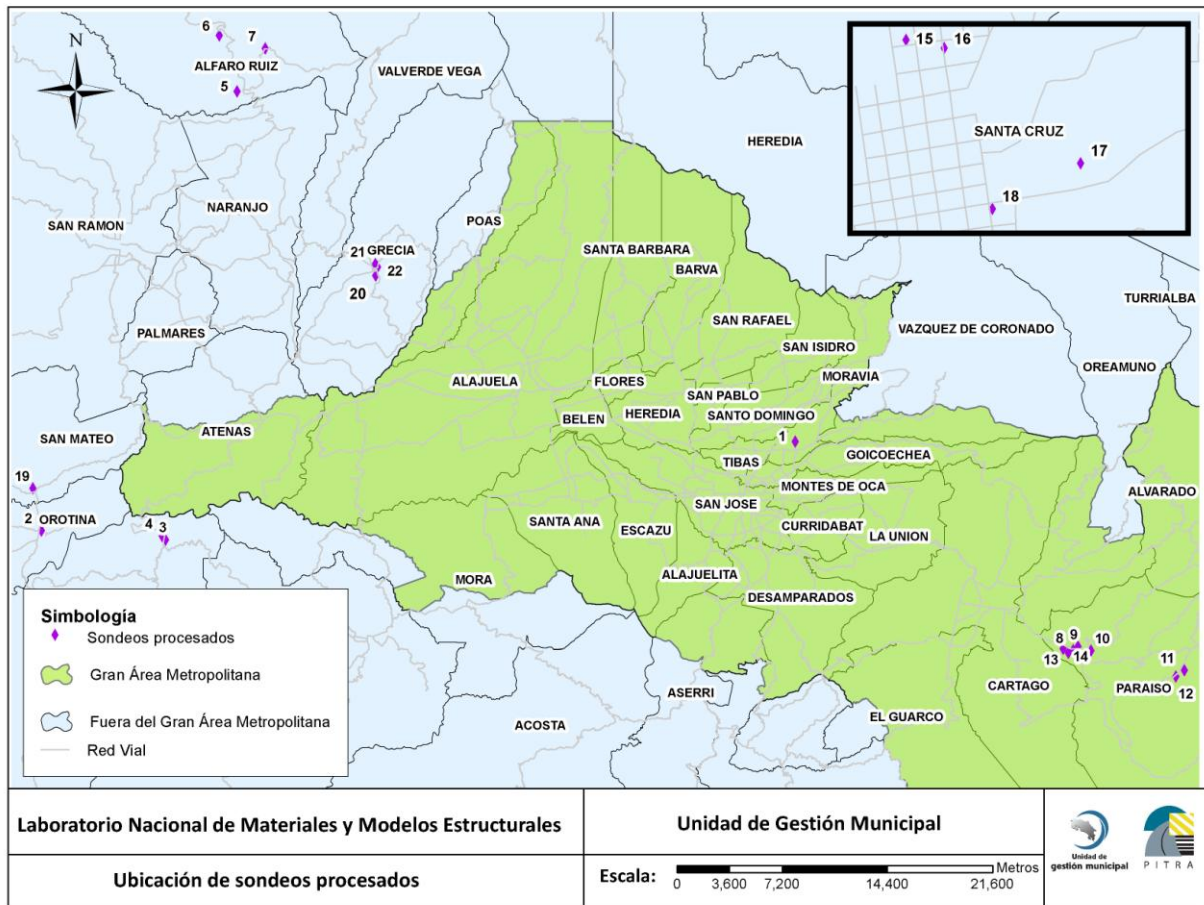 N
6
7
ALFARO RUIZ
5
VALVERDE VEGA
HEREDIA
15
16
SANTA CRUZ
17
18
SAN RAMON
NARANJO
POAS
21
GRECIA
22
20
SANTA BARBARA
BARVA
TURRIALBA
PALMARES
SAN RAFAEL
VAZQUEZ DE CORONADO
SAN ISIDRO
OREAMUNO
ALAJUELA
FLORES
MORAVIA
SAN PABLO
HEREDIA
SANTO DOMINGO
BELEN
SAN MATEO
ATENAS
1
TIBAS
GOICOECHEA
19
MONTES DE OCA
ALVARADO
2
OROTINA
4
3
SAN JOSE
SANTA ANA
ESCAZU
CURRIDABAT
LA UNION
MORA
ALAJUELITA
DESAMPARADOS
8
9
10
13
14
11
12
CARTAGO
PARAISO
ASERRI
ACOSTA
EL GUARCO
Simbología
Sondeos procesados
Gran Área Metropolitana
Fuera del Gran Área Metropolitana
Red Vial
Laboratorio Nacional de Materiales y Modelos Estructurales
Unidad de Gestión Municipal
Ubicación de sondeos procesados
Escala:
Metros
0 3,600 7,200 14,400 21,600
Unidad de
gestión municipal
PITRA